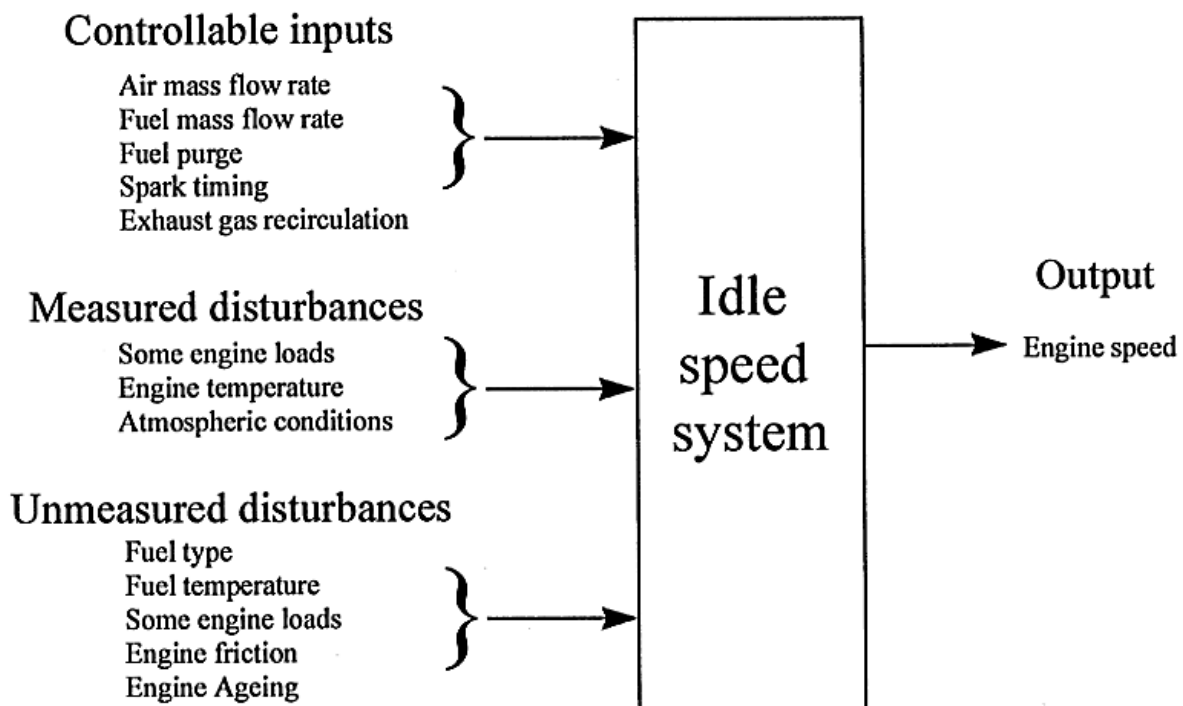 Controllable inputs
Air mass flow rate
Fuel mass flow rate
Fuel purge
Spark timing
Exhaust gas recirculation
Measured disturbances
Some engine loads
Engine temperature
Atmospheric conditions
Unmeasured disturbances
Fuel type
Fuel temperature
Some engine loads
Engine friction
Engine Ageing
Idle
speed
system
Output
Engine speed